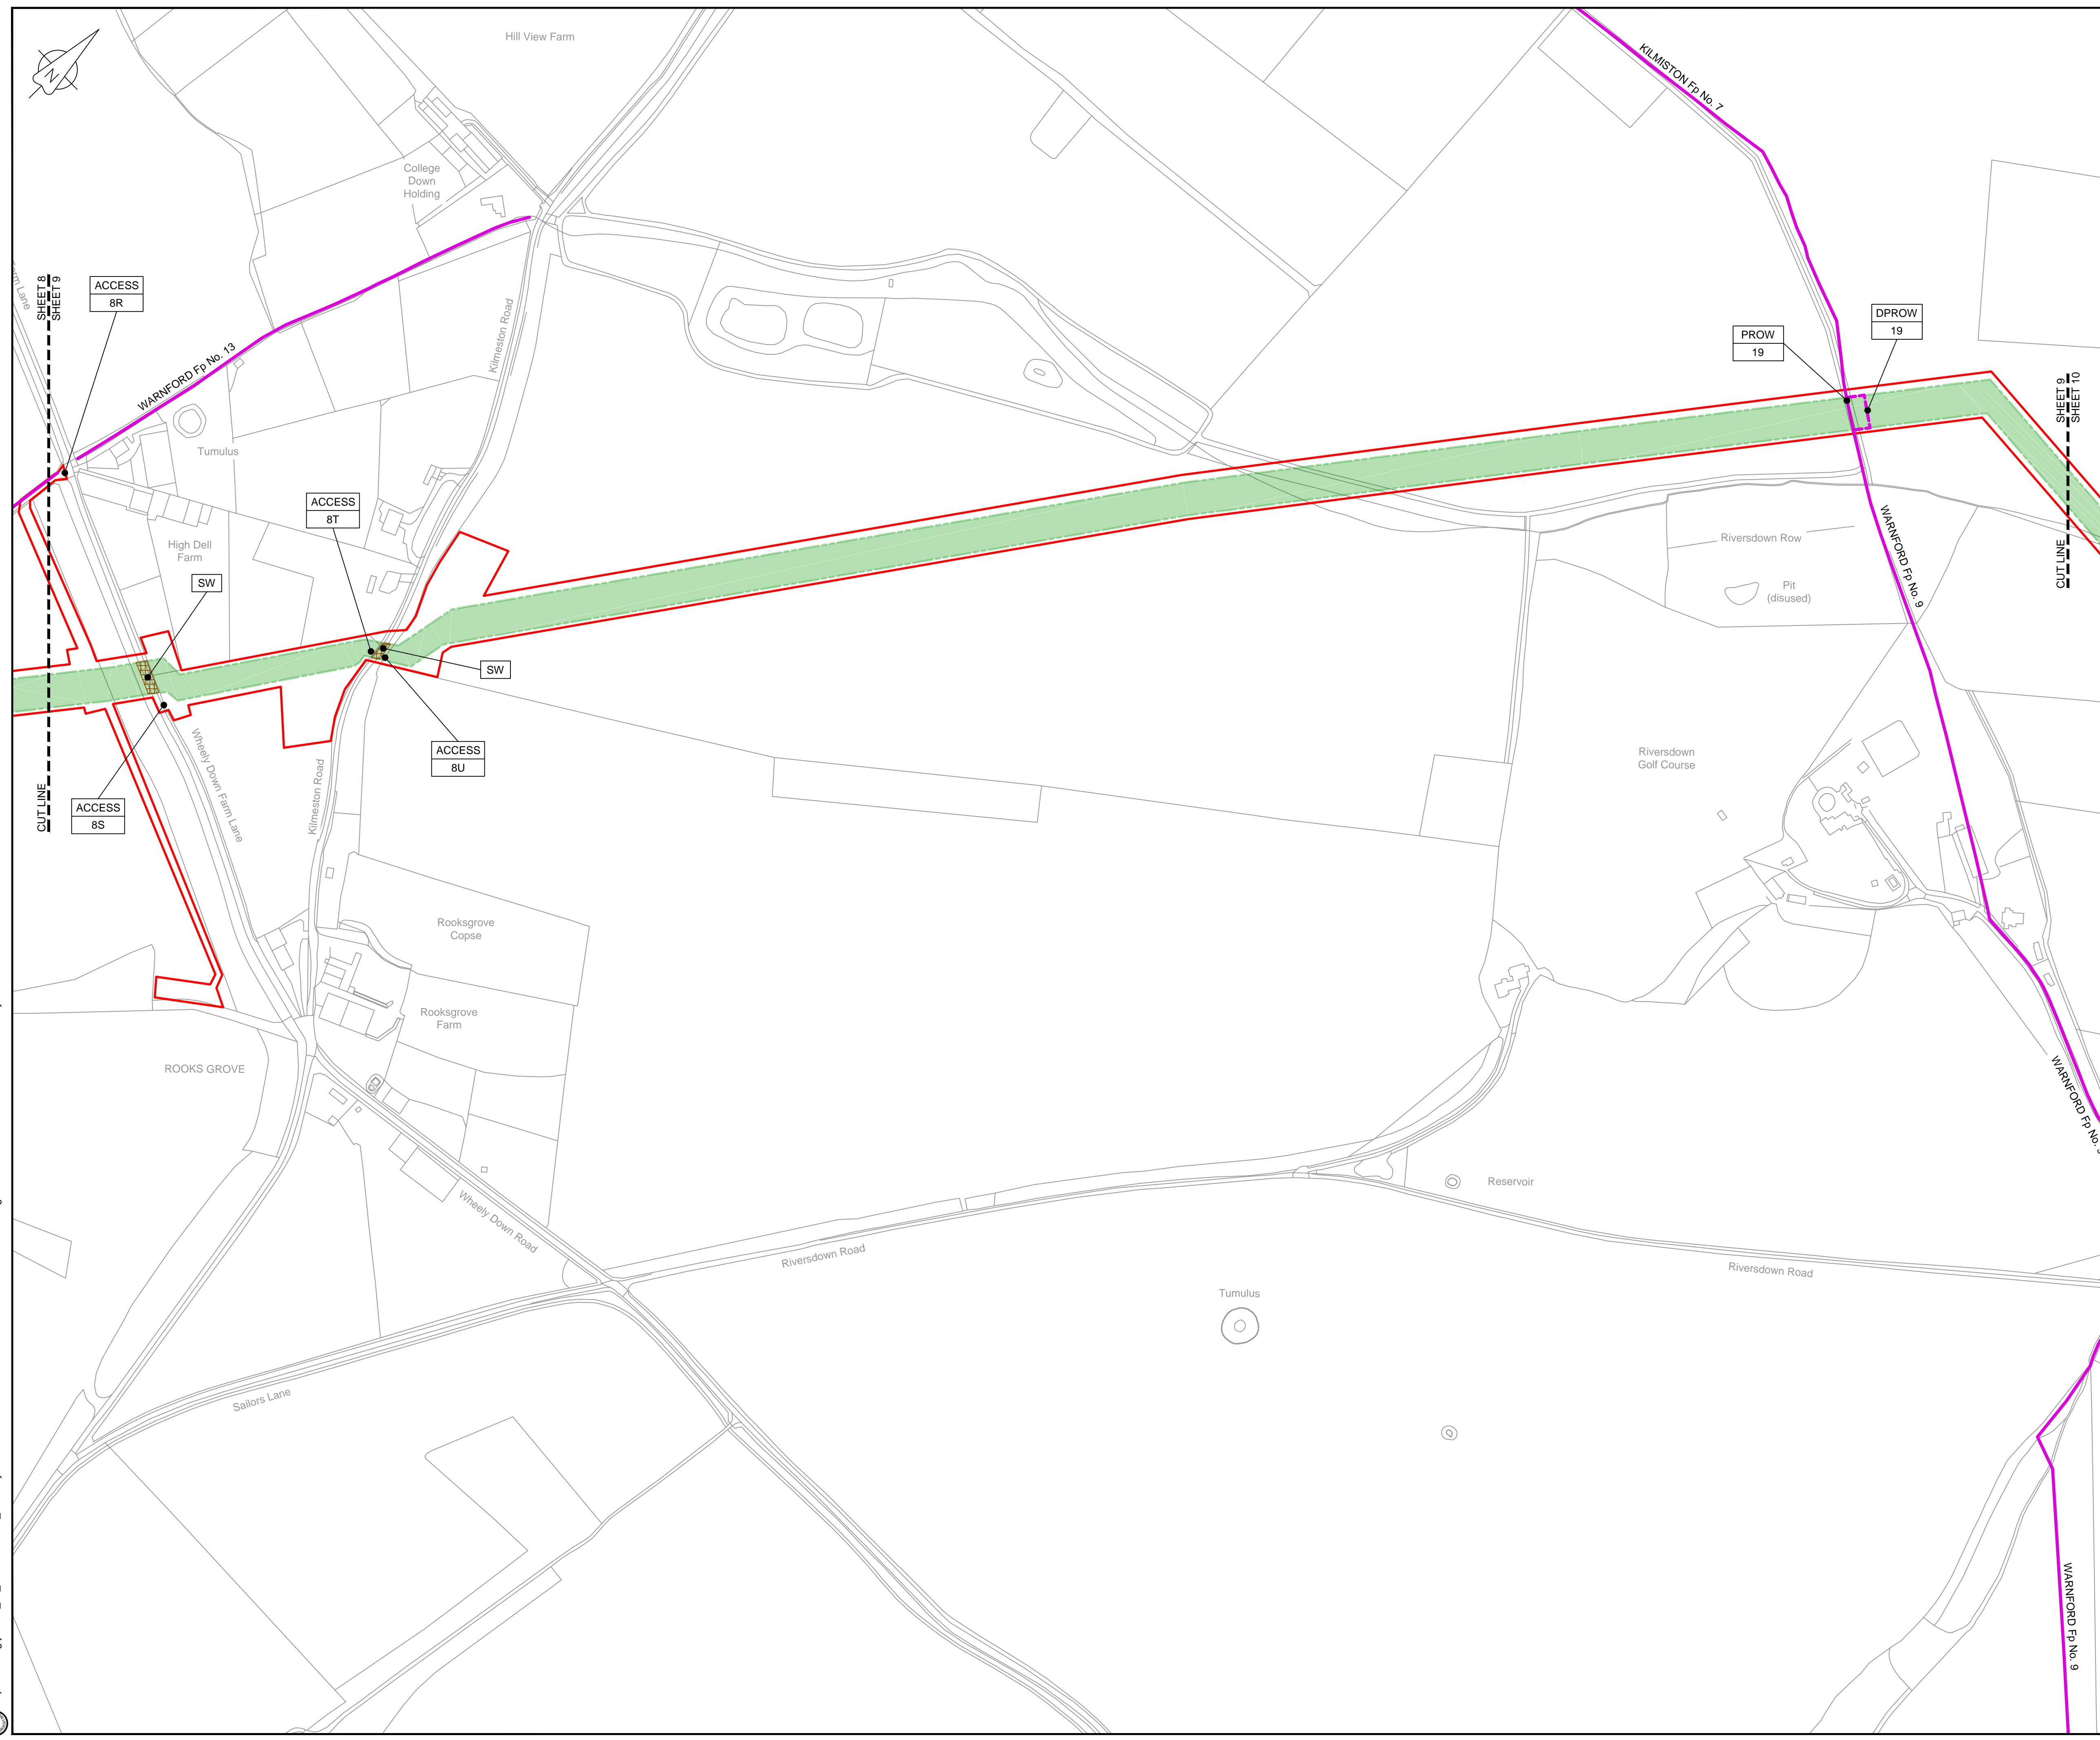 N
Hill View Farm
KILMISTON Fp No. 7
College
Down
Holding
SHEET 8
SHEET 9
ACCESS
8R
WARNFORD Fp No. 13
Kilmeston Road
Tumulus
PROW
19
DPROW
19
SHEET 9
SHEET 10
CUT LINE
High Dell
Farm
SW
ACCESS
8T
SW
ACCESS
8U
ACCESS
8S
CUT LINE
Wheely Down Farm Lane
Kilmeston Road
Riversdown Row
Pit
(disused)
WARNFORD Fp No. 9
Riversdown
Golf Course
Rooksgrove
Copse
Rooksgrove
Farm
ROOKS GROVE
Wheely Down Road
Riversdown Road
Reservoir
Riversdown Road
WARNFORD Fp No.
Tumulus
Sailors Lane
WARNFORD Fp No. 9